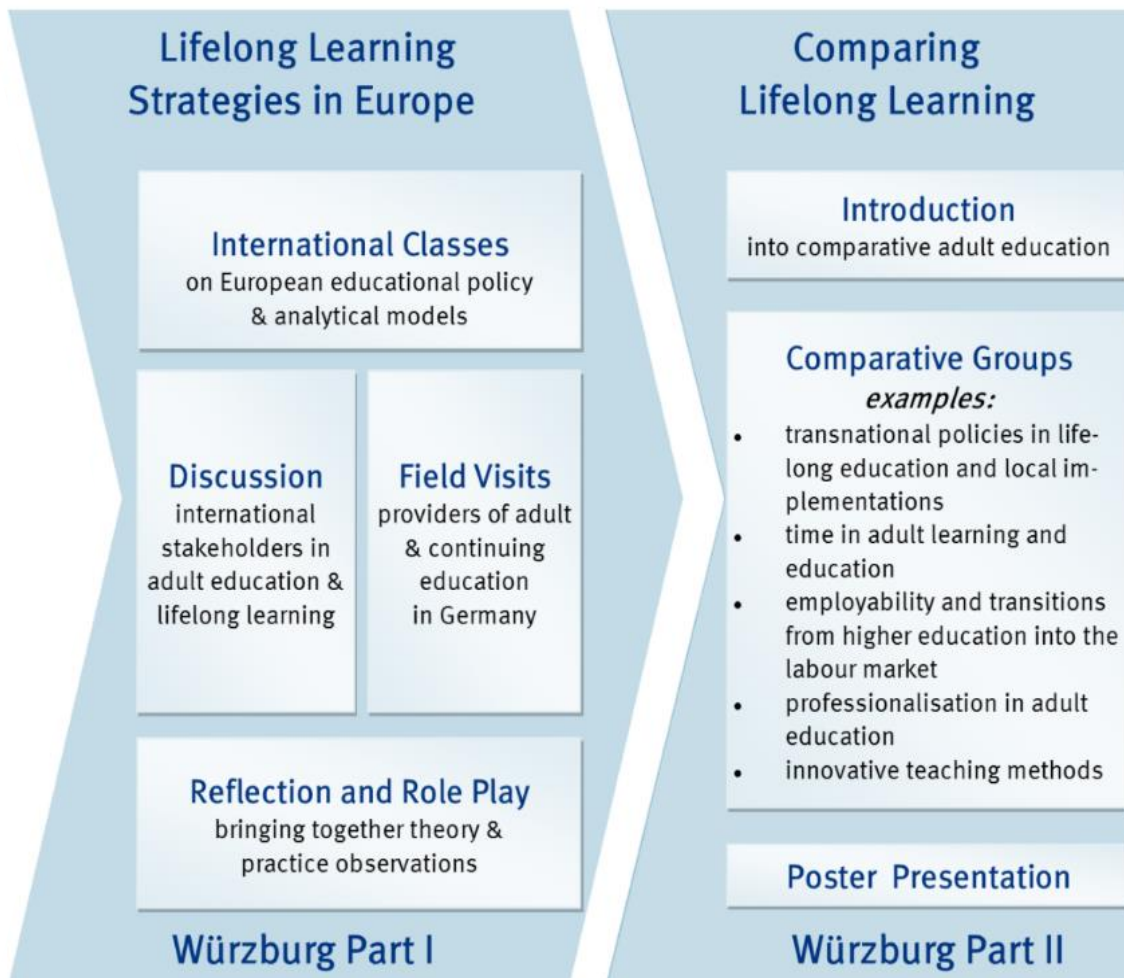 Lifelong Learning
Strategies in Europe
International Classes
on European educational policy
& analytical models
Discussion
international
stakeholders in
adult education &
lifelong learning
Field Visits
providers of adult
& continuing
education
in Germany
Reflection and Role Play
bringing together theory &
practice observations
Würzburg Part I
Comparing
Lifelong Learning
Introduction
into comparative adult education
Comparative Groups
examples:
• transnational policies in life-
long education and local im-
plementations
• time in adult learning and
education
• employability and transitions
from higher education into the
labour market
• professionalisation in adult
education
• innovative teaching methods
Poster Presentation
Würzburg Part II